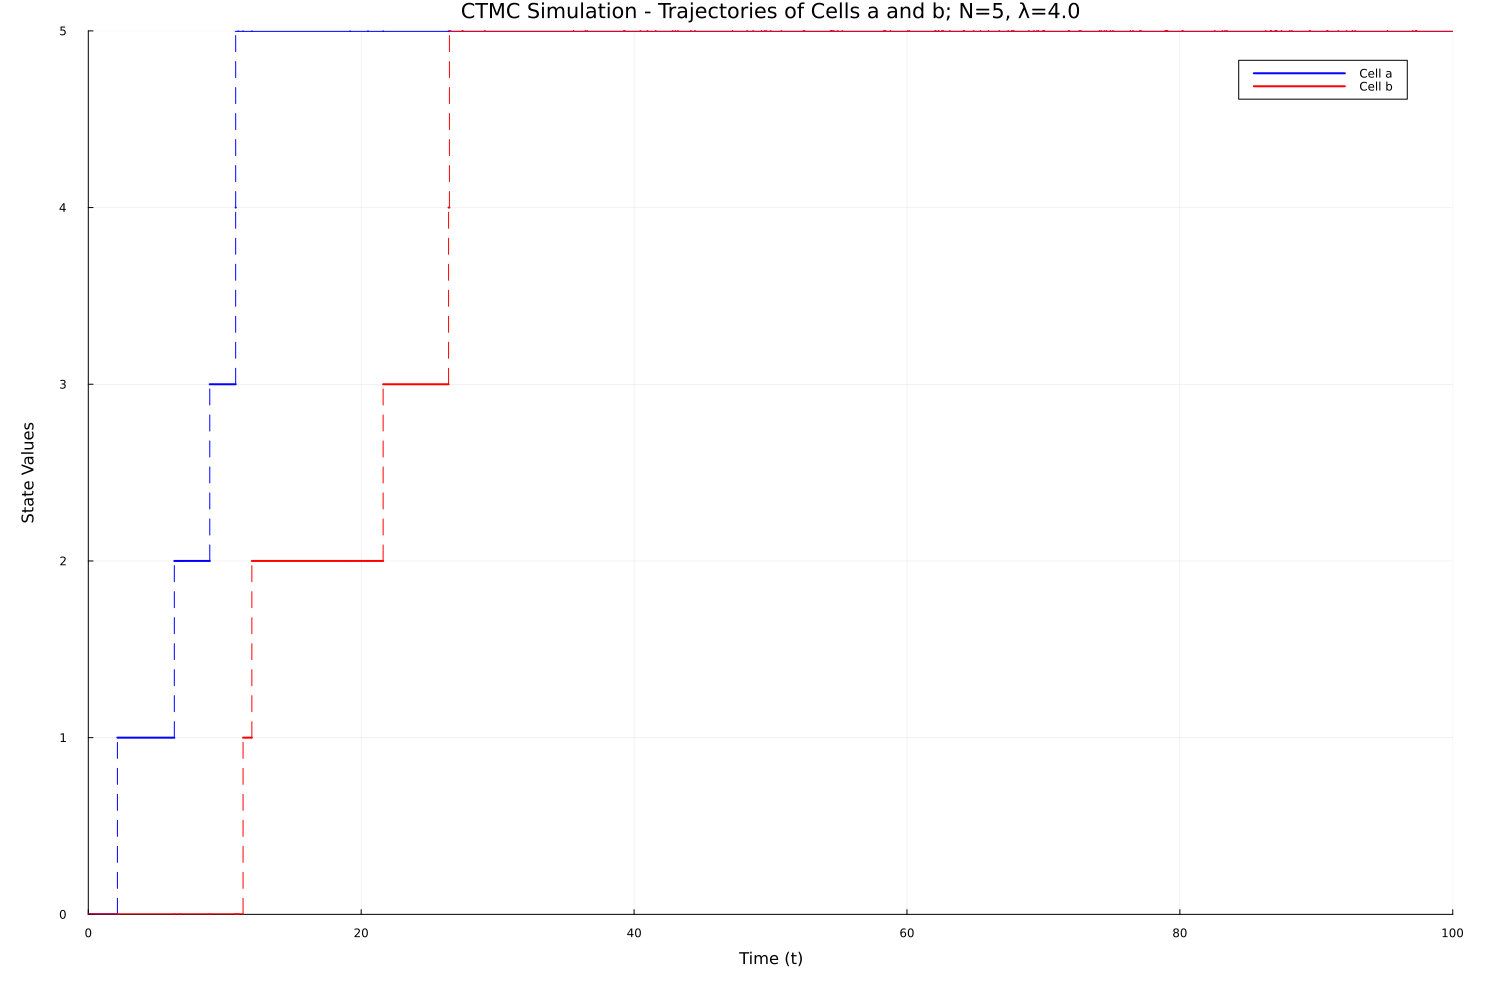 CTMC Simulation - Trajectories of Cells a and b; N=5, λ=4.0
5
Cell a
Cell b
4
3
State Values
2
1
0
0 20 40 60 80 100
Time (t)